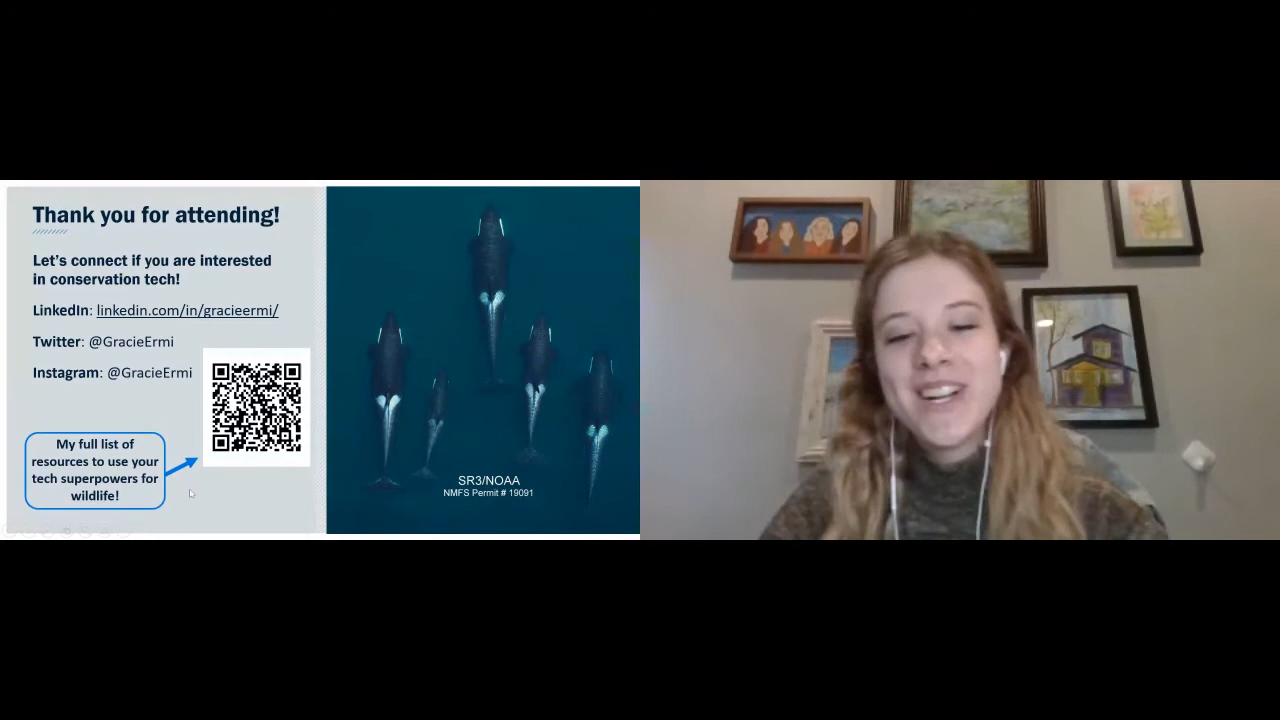 Thank you for attending!
Let's connect if you are interested
in conservation tech!
LinkedIn: linkedin.com/in/gracieermi/
Twitter: @GracieErmi
Instagram: @GracieErmi
My full list of
resources to use your
tech superpowers for
wildlife!
SR3/NOAA
NMFS Permit # 19091